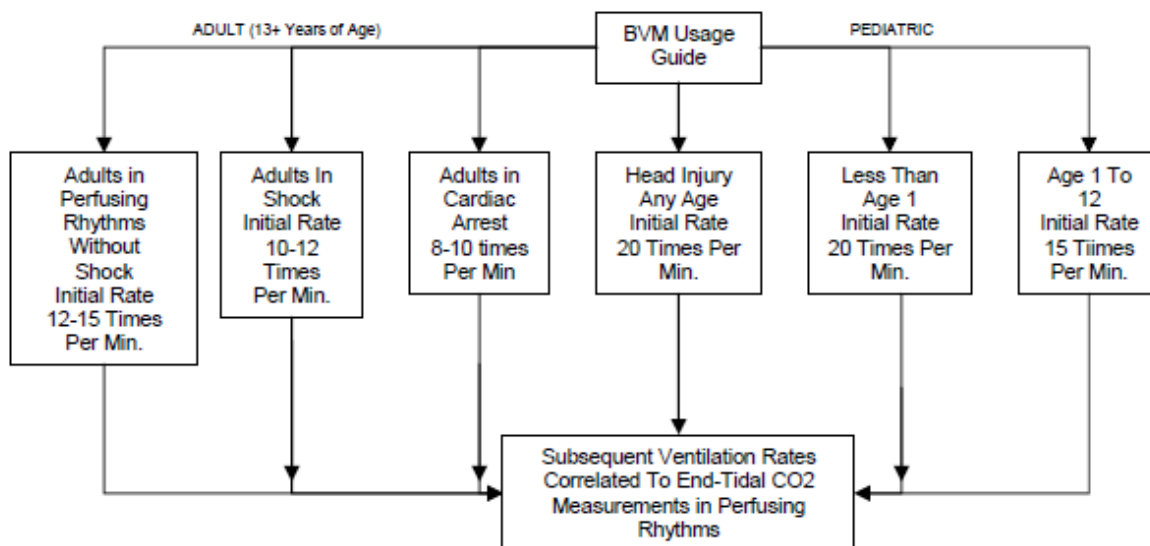 ADULT (13+ Years of Age)
BVM Usage
Guide
PEDIATRIC
Adults in
Perfusing
Rhythms
Without
Shock
Initial Rate
12-15 Times
Per Min.
Adults In
Shock
Initial Rate
10-12
Times
Per Min.
Adults in
Cardiac
Arrest
8-10 times
Per Min
Head Injury
Any Age
Initial Rate
20 Times Per
Min.
Less Than
Age 1
Initial Rate
20 Times Per
Min.
Age 1 To
12
Initial Rate
15 Tiimes
Per Min.
Subsequent Ventilation Rates
Correlated To End-Tidal CO2
Measurements in Perfusing
Rhythms